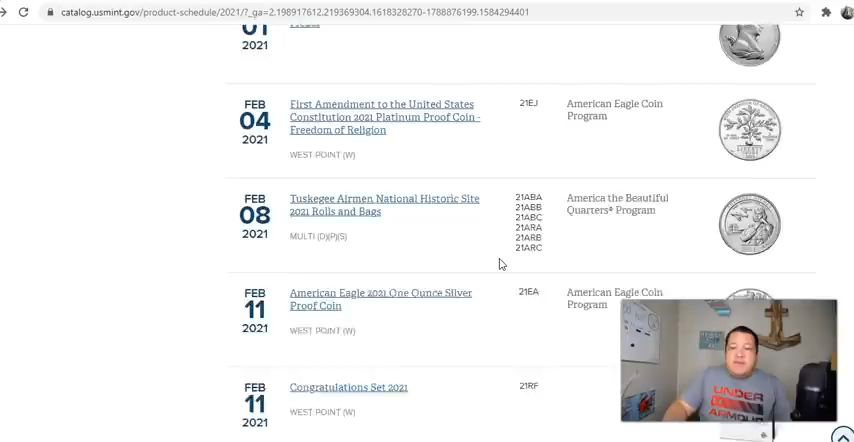 catalog.usmint.gov/product-schedule/2021/?_ga=2.198917612.219369304.1618328270-1788876199.1584294401
01
2021
FEB
04
2021
First Amendment to the United States
Constitution 2021 Platinum Proof Coin -
Freedom of Religion
WEST POINT (W)
21EJ
American Eagle Coin
Program
FEB
08
2021
Tuskegee Airmen National Historic Site
2021 Rolls and Bags
MULTI (D)(P)(S)
21ABA
21ABB
21ABC
21ARA
21ARB
21ARC
America the Beautiful
Quarters® Program
FEB
11
2021
American Eagle 2021 One Ounce Silver
Proof Coin
WEST POINT (W)
21EA
American Eagle Coin
Program
FEB
11
2021
Congratulations Set 2021
WEST POINT (W)
21RF
UNDER
ARMOUR